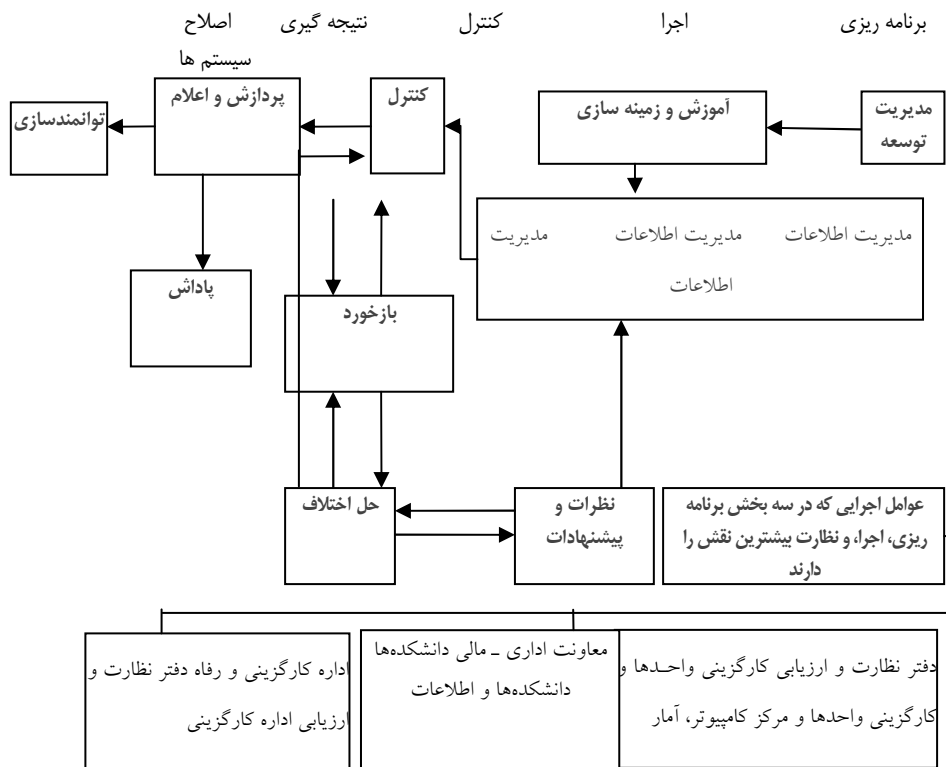 برنامه ریزی
اجرا
کنترل
نتیجه گیری
اصلاح
سیستم ها
مدیریت
توسعه
آموزش و زمینه سازی
کنترل
پردازش و اعلام
توانمندسازی
مدیریت اطلاعات مدیریت اطلاعات مدیریت
اطلاعات
پاداش
بازخورد
عوامل اجرایی که در سه بخش برنامه
ریزی، اجرا، و نظارت بیشترین نقش را
دارند
نظرات و
پیشنهادات
حل اختلاف
دفتر نظارت و ارزیابی کارگزینی واحـدها و
کارگزینی واحدها و مرکز کامپیوتر، آمار
معاونت اداری ـ مالی دانشکده‌ها
دانشکده‌ها و اطلاعات
اداره کارگزینی و رفاه دفتر نظارت و
ارزیابی اداره کارگزینی